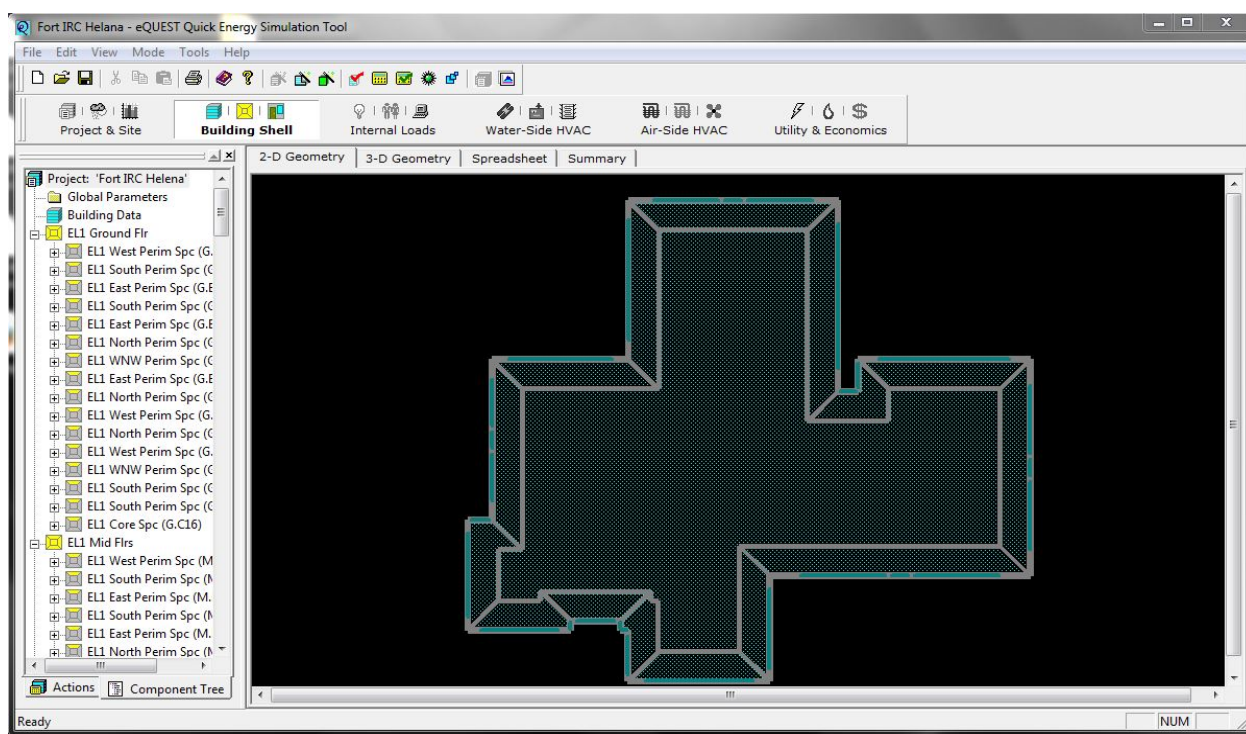 Fort IRC Helana - eQUEST Quick Energy Simulation Tool
File Edit View Mode Tools Help
Project & Site Building Shell Internal Loads Water-Side HVAC Air-Side HVAC Utility & Economics
2-D Geometry 3-D Geometry Spreadsheet Summary
Project: 'Fort IRC Helena'
Global Parameters
Building Data
EL1 Ground Flr
EL1 West Perim Spc (G.
EL1 South Perim Spc (G
EL1 East Perim Spc (G.E
EL1 South Perim Spc (G
EL1 East Perim Spc (G.E
EL1 North Perim Spc (G
EL1 WNW Perim Spc (G
EL1 East Perim Spc (G.E
EL1 North Perim Spc (G
EL1 West Perim Spc (G.
EL1 North Perim Spc (G
EL1 West Perim Spc (G.
EL1 WNW Perim Spc (G
EL1 South Perim Spc (G
EL1 South Perim Spc (G
EL1 Core Spc (G.C16)
EL1 Mid Flrs
EL1 West Perim Spc (M
EL1 South Perim Spc (M
EL1 East Perim Spc (M.
EL1 South Perim Spc (M
EL1 East Perim Spc (M.
EL1 North Perim Spc (M
Actions Component Tree
Ready NUM